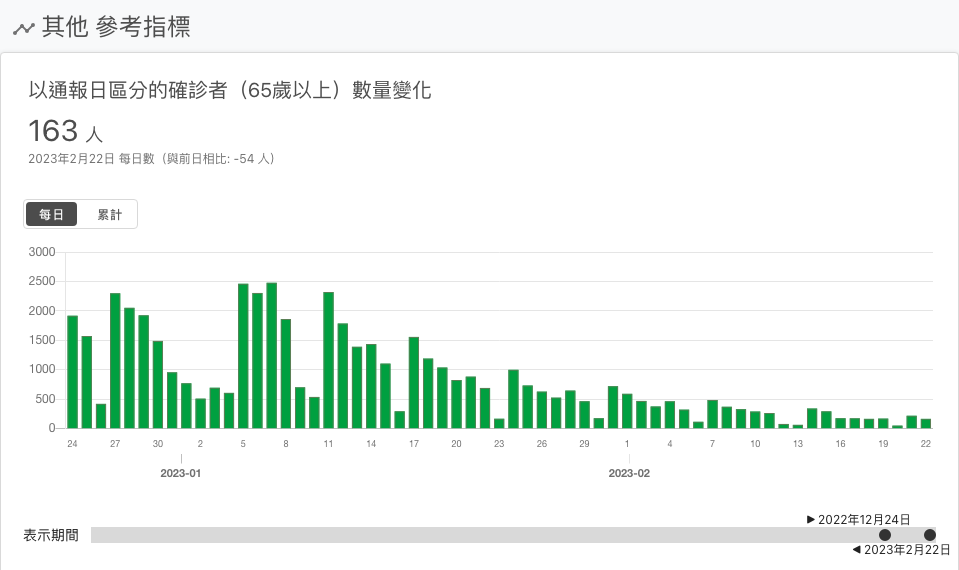 其他 參考指標
以通報日區分的確診者（65歲以上）數量變化
163 人
2023年2月22日 每日數（與前日相比: -54 人）
每日 累計
3000
2500
2000
1500
1000
500
0
24 27 30 2 5 8 11 14 17 20 23 26 29 1 4 7 10 13 16 19 22
2023-01 2023-02
▶ 2022年12月24日
表示期間
◀ 2023年2月22日